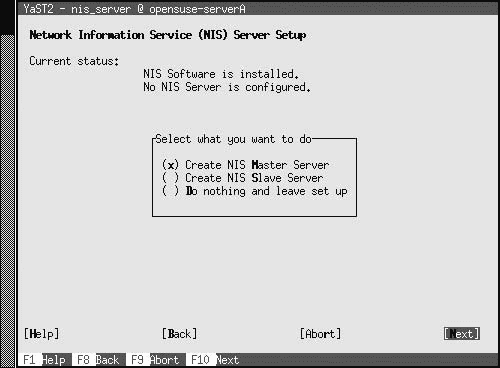 YaST2 - nis_server @ opensuse-serverA
Network Information Service (NIS) Server Setup
Current status:
NIS Software is installed.
No NIS Server is configured.
Select what you want to do
(x) Create NIS Master Server
( ) Create NIS Slave Server
( ) Do nothing and leave set up
[Help] [Back] [Abort] [Next]
F1 Help F8 Back F9 Abort F10 Next